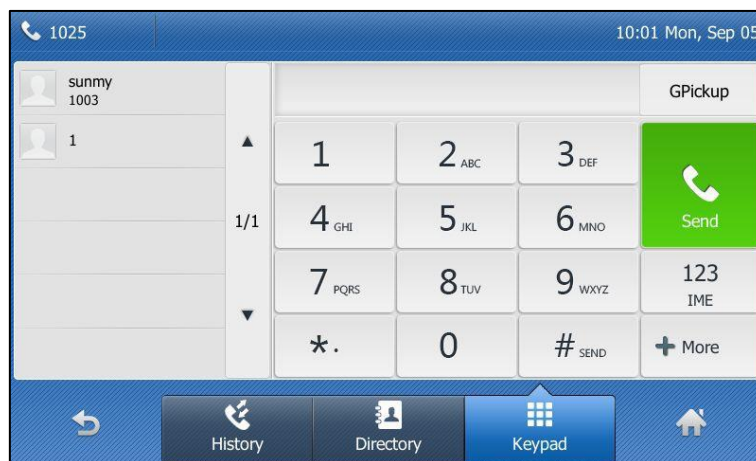 1025
10:01 Mon, Sep 05
sunmy
1003
1
1/1
GPickup
1
2 ABC
3 DEF
Send
4 GHI
5 JKL
6 MNO
7 PQRS
8 TUV
9 WXYZ
123
IME
*.
0
# SEND
+ More
History
Directory
Keypad